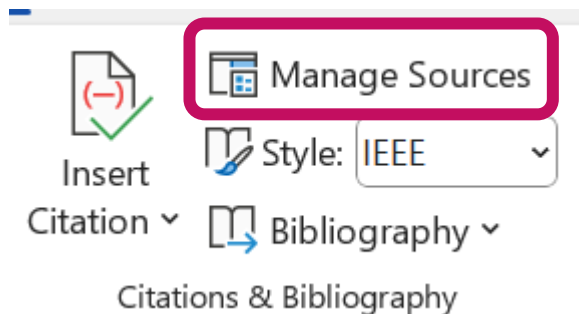 Manage Sources
Style: IEEE
Insert
Citation
Bibliography
Citations & Bibliography